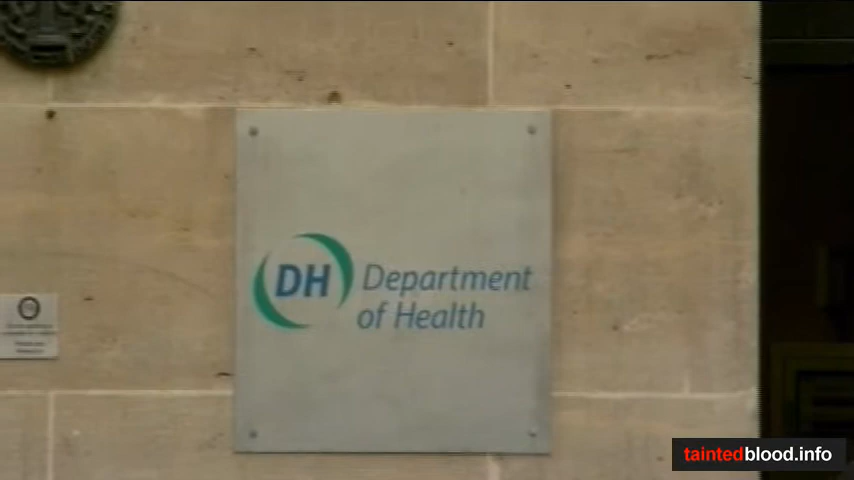 DH Department
of Health
taintedblood.info